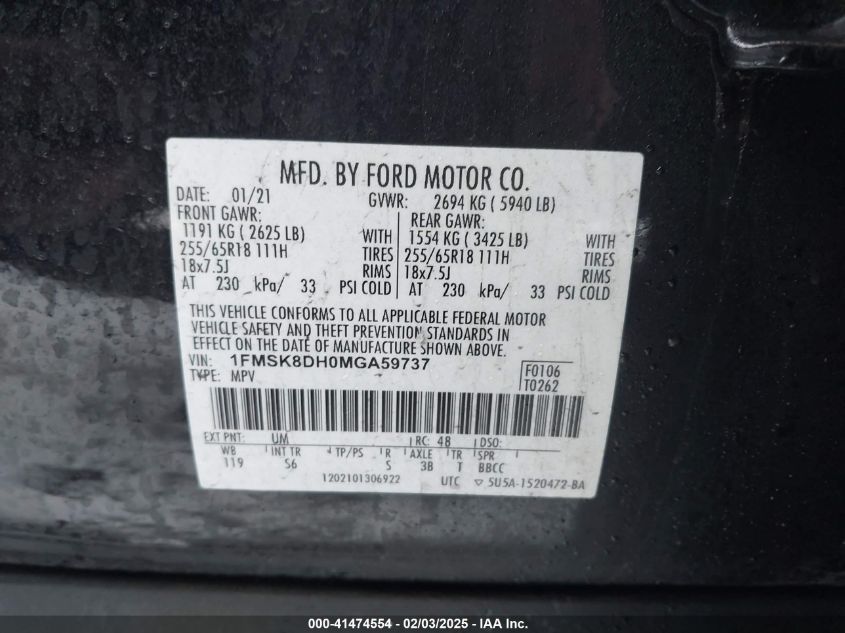 MFD. BY FORD MOTOR CO.
DATE: 01/21 GVWR: 2694 KG ( 5940 LB)
FRONT GAWR: REAR GAWR:
1191 KG ( 2625 LB) WITH 1554 KG ( 3425 LB) WITH
255/65R18 111H TIRES 255/65R18 111H TIRES
18x7.5J RIMS 18x7.5J RIMS
AT 230 kPa/ 33 PSI COLD AT 230 kPa/ 33 PSI COLD
THIS VEHICLE CONFORMS TO ALL APPLICABLE FEDERAL MOTOR
VEHICLE SAFETY AND THEFT PREVENTION STANDARDS IN
EFFECT ON THE DATE OF MANUFACTURE SHOWN ABOVE.
VIN: 1FMSK8DH0MGA59737 F0106
TYPE: MPV T0262
EXT PNT: UM RC: 48 DSO:
WB INT TR TP/PS R AXLE TR SPR
119 S6 S 3B T BBCC
1202101306922 UTC ▽ 5U5A-1520472-BA
000-41474554 - 02/03/2025 - IAAI Inc.